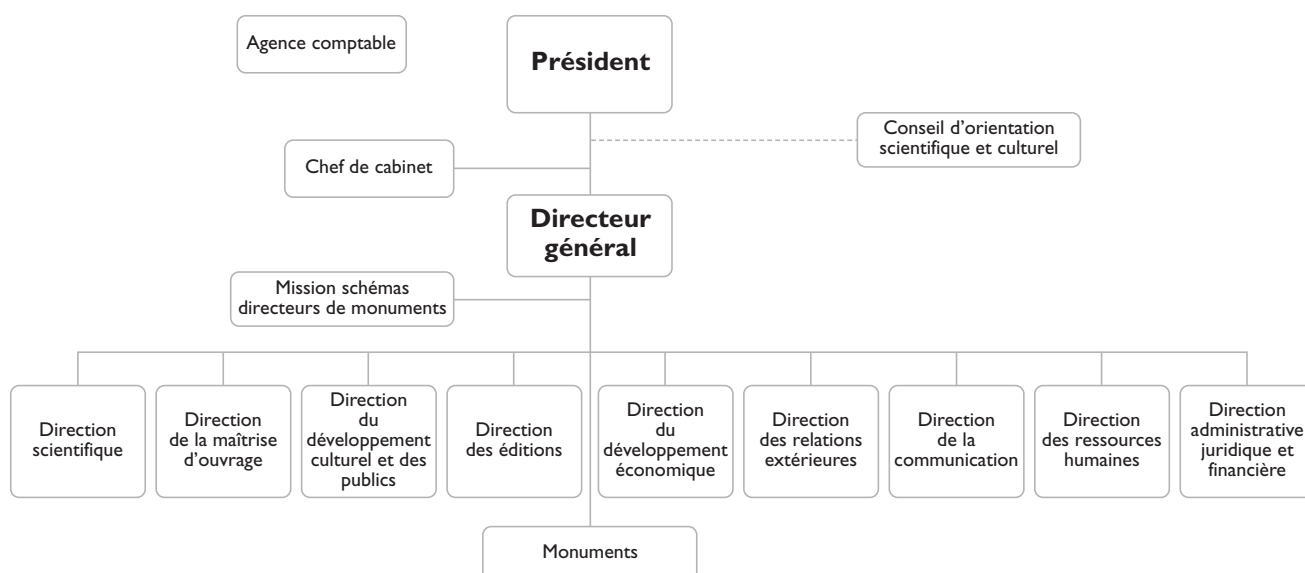 Agence comptable
Président
Conseil d’orientation
scientifique et culturel
Chef de cabinet
Directeur
général
Mission schémas
directeurs de monuments
Direction
scientifique
Direction
de la maîtrise
d’ouvrage
Direction
du
développement
culturel et des
publics
Direction
des éditions
Direction
du
développement
économique
Direction
des relations
extérieures
Direction
de la
communication
Direction
des ressources
humaines
Direction
administrative
juridique et
financière
Monuments